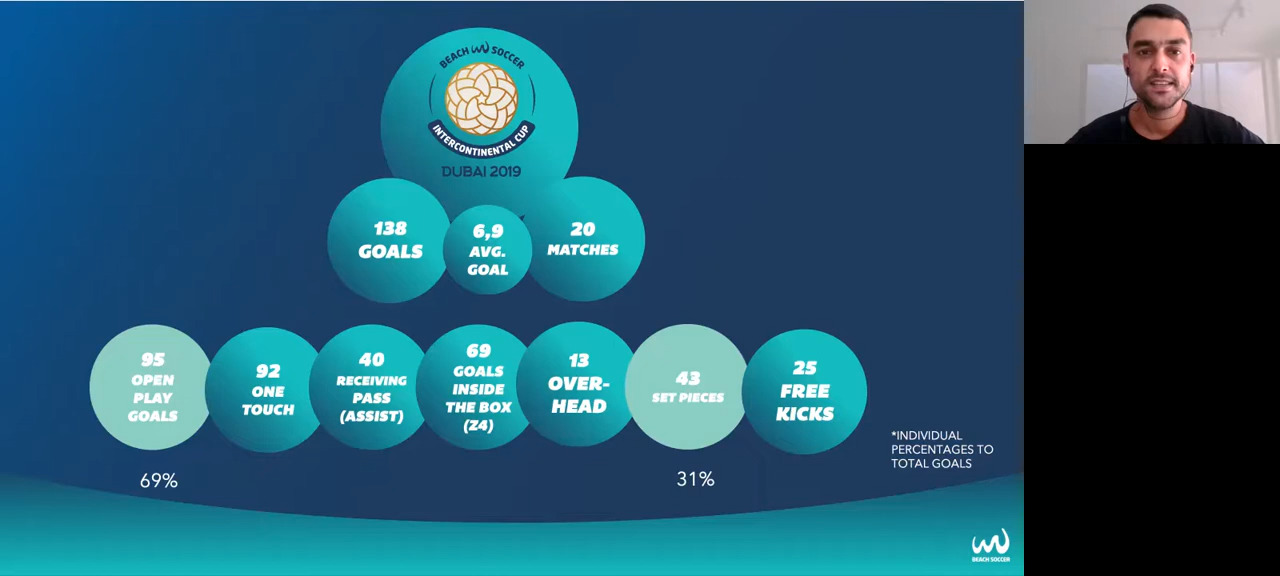 BEACH SOCCER
INTERCONTINENTAL CUP
DUBAI 2019
138
GOALS
6,9
AVG.
GOAL
20
MATCHES
95
OPEN
PLAY
GOALS
92
ONE
TOUCH
40
RECEIVING
PASS
(ASSIST)
69
GOALS
INSIDE
THE BOX
(Z4)
13
OVER-
HEAD
43
SET PIECES
25
FREE
KICKS
69%
31%
*INDIVIDUAL
PERCENTAGES TO
TOTAL GOALS
BEACH SOCCER